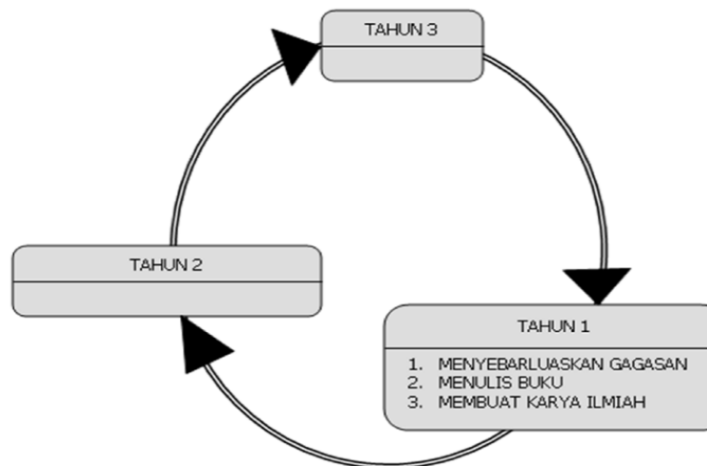 TAHUN 3
TAHUN 2
TAHUN 1
1. MENYEBARLUASKAN GAGASAN
2. MENULIS BUKU
3. MEMBUAT KARYA ILMIAH